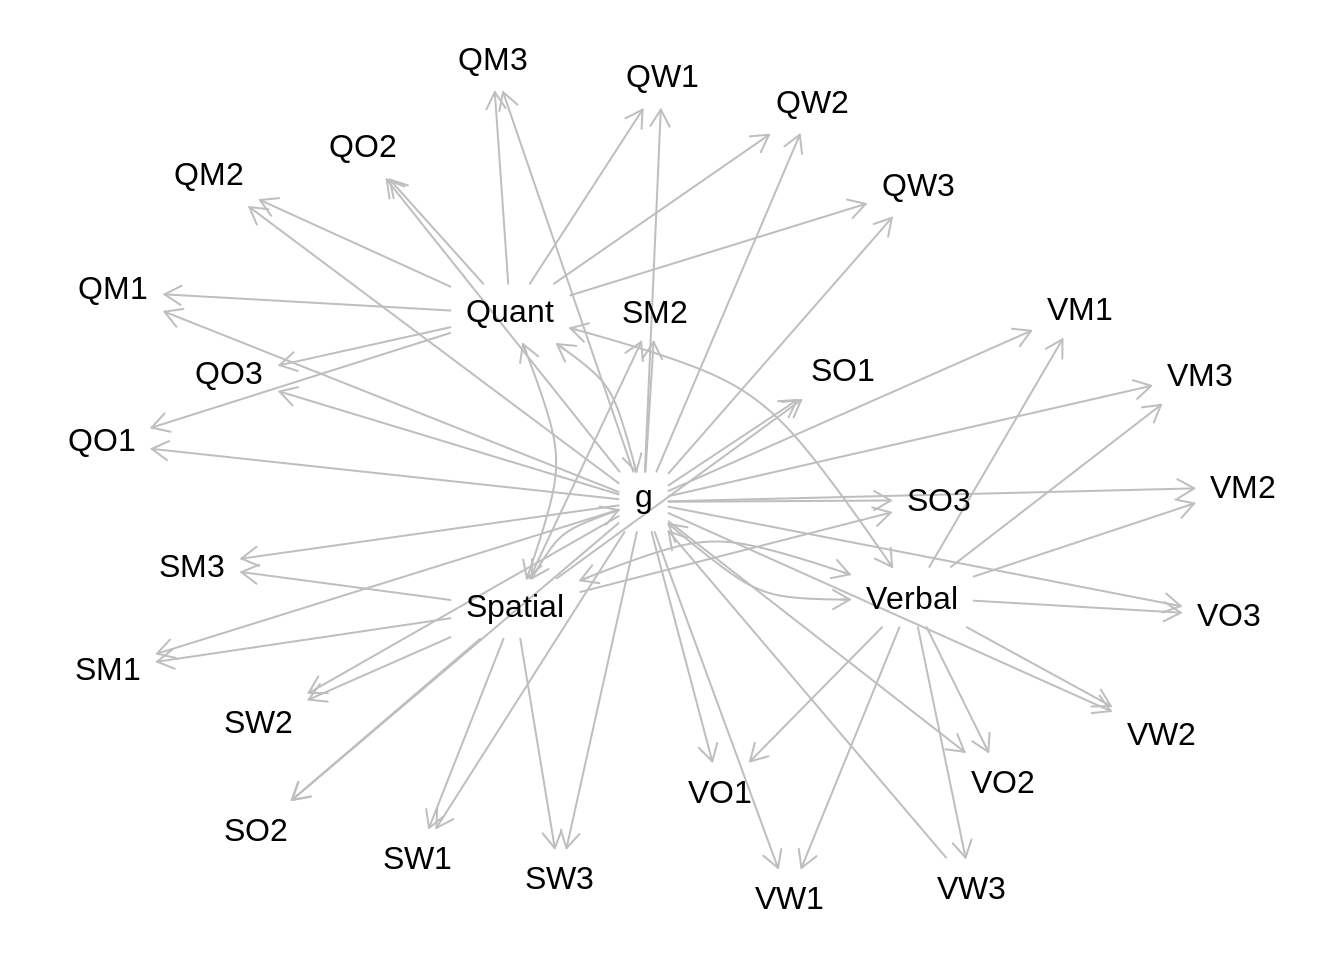 QM3
QW1
QW2
QO2
QM2
QW3
QM1
Quant
SM2
VM1
QO3
SO1
VM3
QO1
g
SO3
VM2
SM3
Spatial
Verbal
VO3
SM1
SW2
VW2
VO1
VO2
SO2
SW1
SW3
VW1
VW3